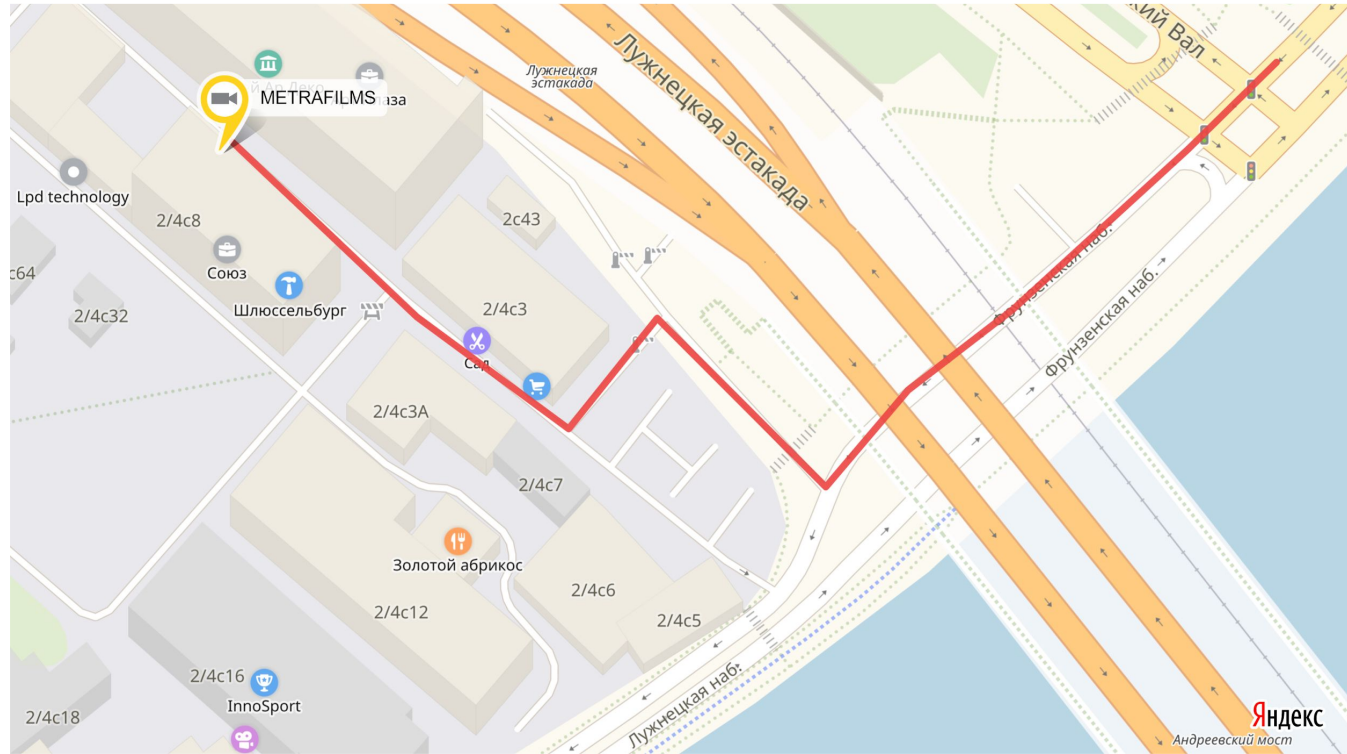 ский Вал
Лужнецкая
эстакада
Лужнецкая эстакада
METRAFILMS
Lpd technology
2/4с8
2с43
Союз
с64
2/4с32
Шлюссельбург
2/4с3
Сад
Фрунзенская наб.
Фрунзенская наб.
2/4с3А
2/4с7
Золотой абрикос
2/4с6
2/4с12
2/4с5
2/4с16
InnoSport
2/4с18
Лужнецкая наб.
Яндекс
Андреевский мост